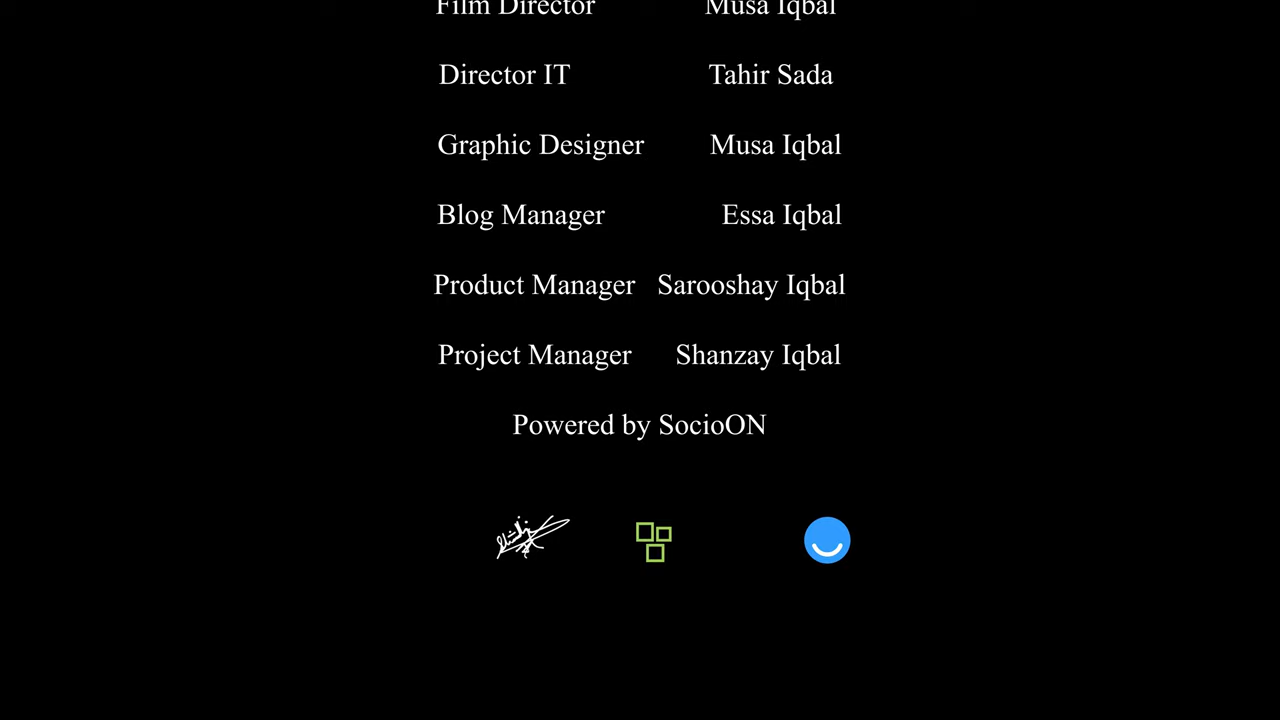 Film Director Musa Iqbal
Director IT Tahir Sada
Graphic Designer Musa Iqbal
Blog Manager Essa Iqbal
Product Manager Sarooshay Iqbal
Project Manager Shanzay Iqbal
Powered by SocioON